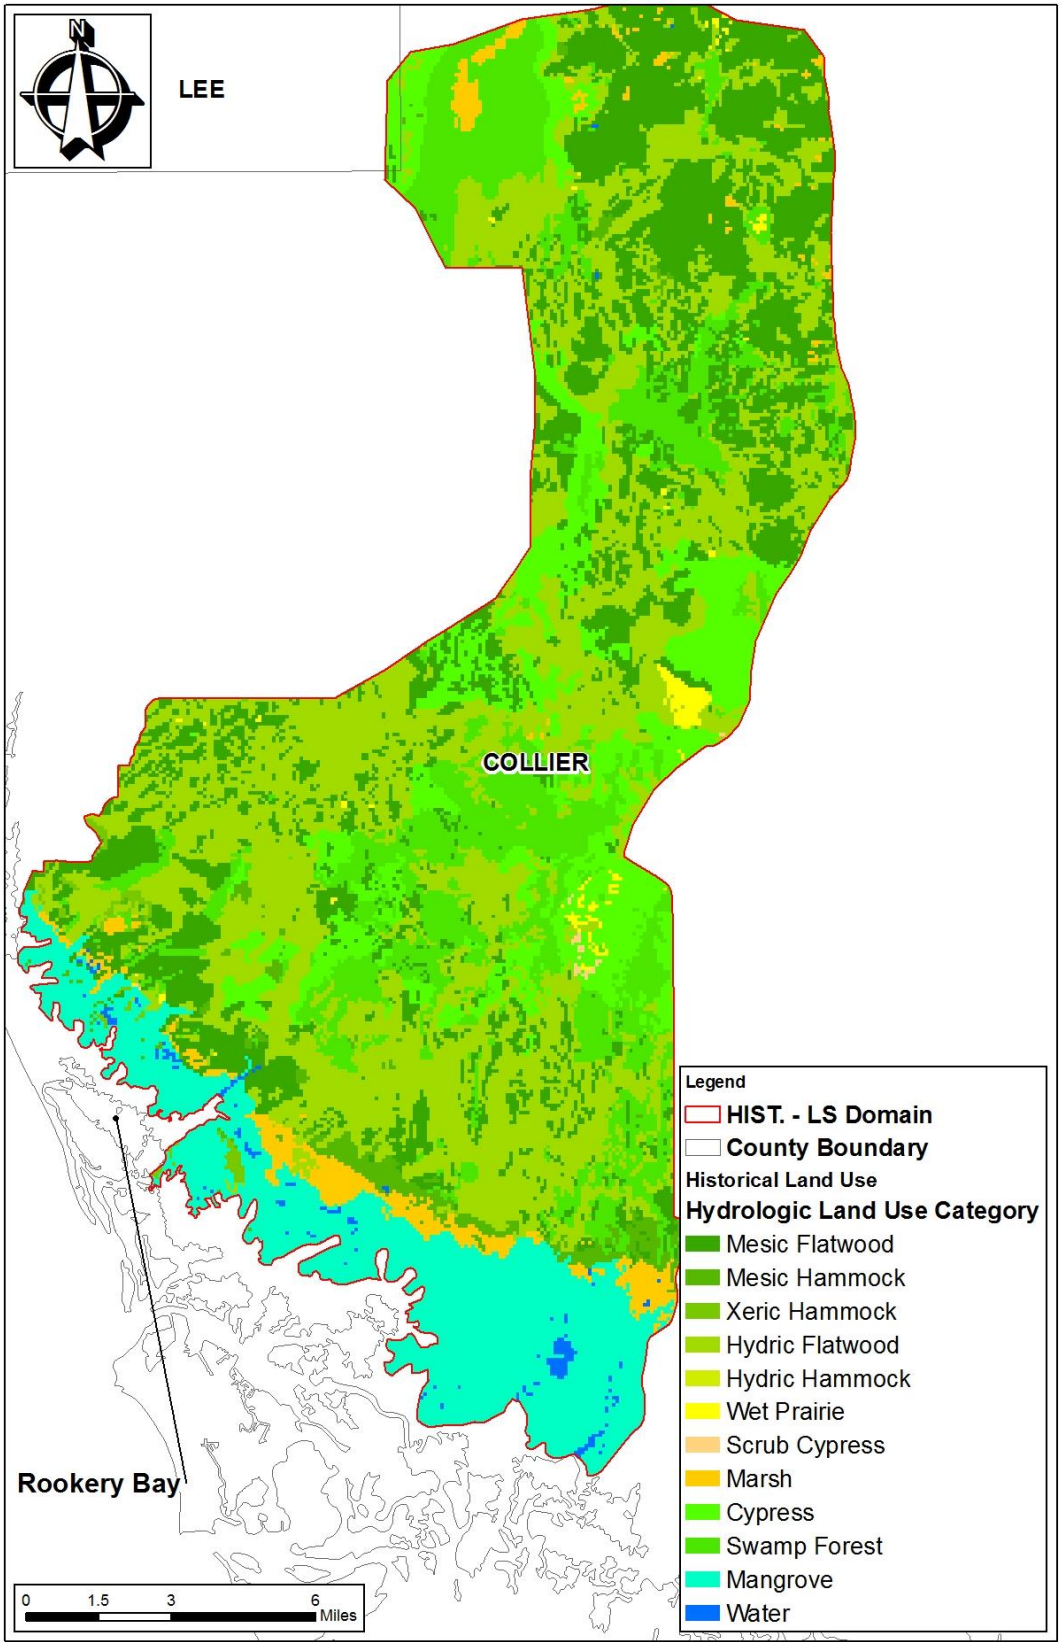 N
LEE
COLLIER
Rookery Bay
Legend
HIST. - LS Domain
County Boundary
Historical Land Use
Hydrologic Land Use Category
Mesic Flatwood
Mesic Hammock
Xeric Hammock
Hydric Flatwood
Hydric Hammock
Wet Prairie
Scrub Cypress
Marsh
Cypress
Swamp Forest
Mangrove
Water
0 1.5 3 6
Miles